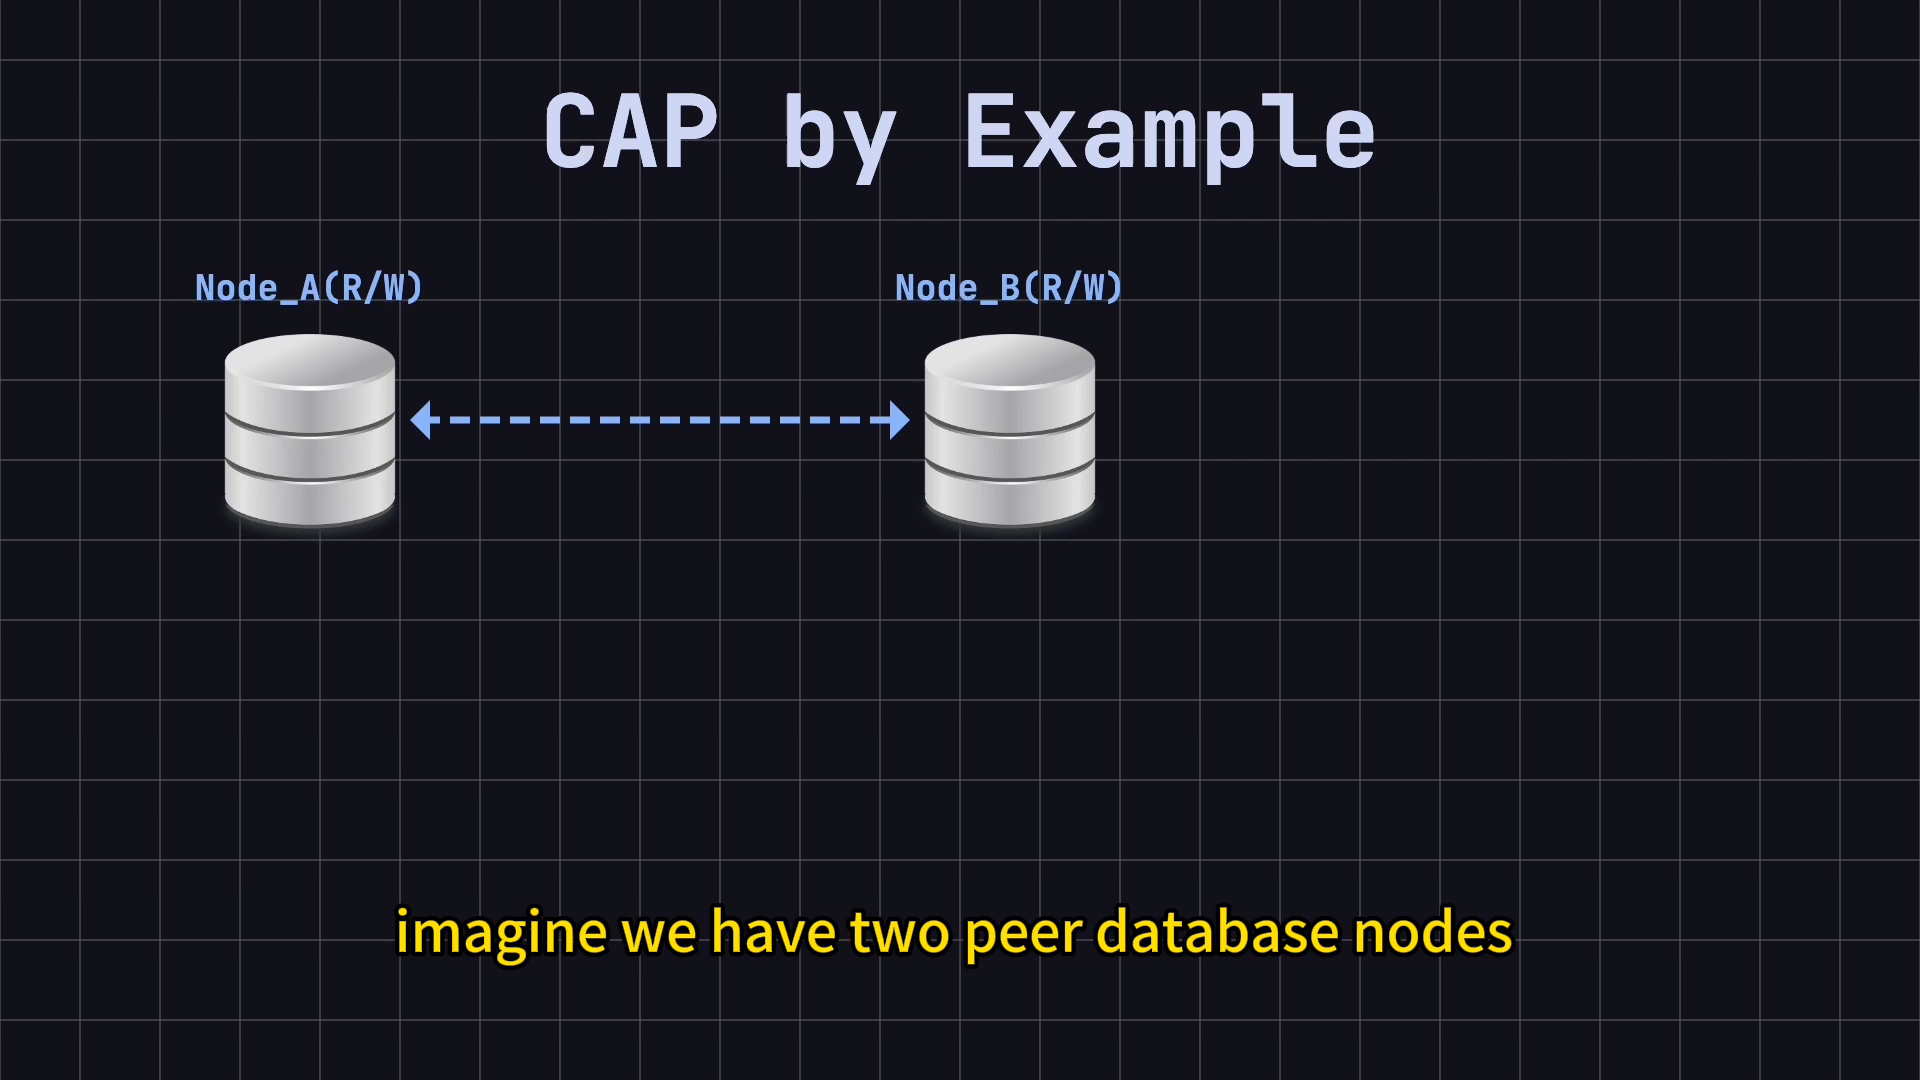 CAP by Example
Node_A(R/W)
Node_B(R/W)
imagine we have two peer database nodes